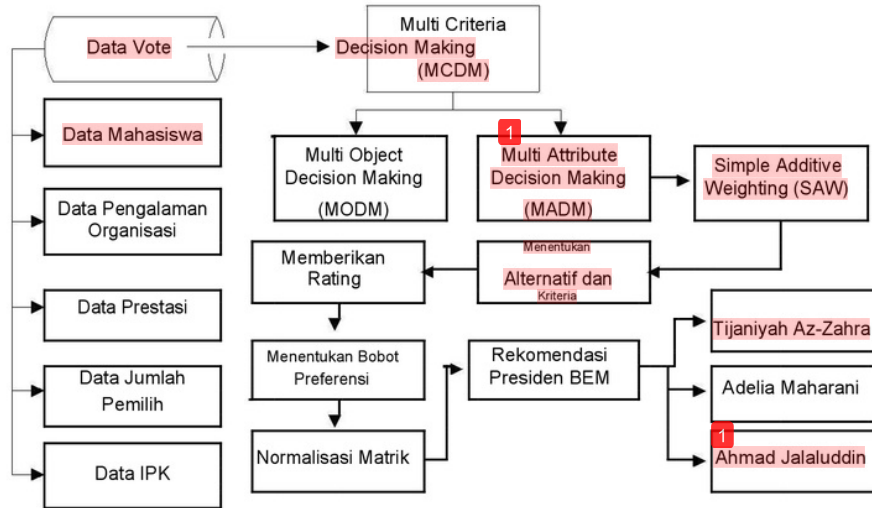 Data Vote
Multi Criteria
Decision Making
(MCDM)
Data Mahasiswa
Data Pengalaman
Organisasi
Data Prestasi
Data Jumlah
Pemilih
Data IPK
Multi Object
Decision Making
(MODM)
1
Multi Attribute
Decision Making
(MADM)
Simple Additive
Weighting (SAW)
Menentukan
Alternatif dan
Kriteria
Memberikan
Rating
Menentukan Bobot
Preferensi
Normalisasi Matrik
Rekomendasi
Presiden BEM
Tijaniyah Az-Zahra
Adelia Maharani
1
Ahmad Jalaluddin